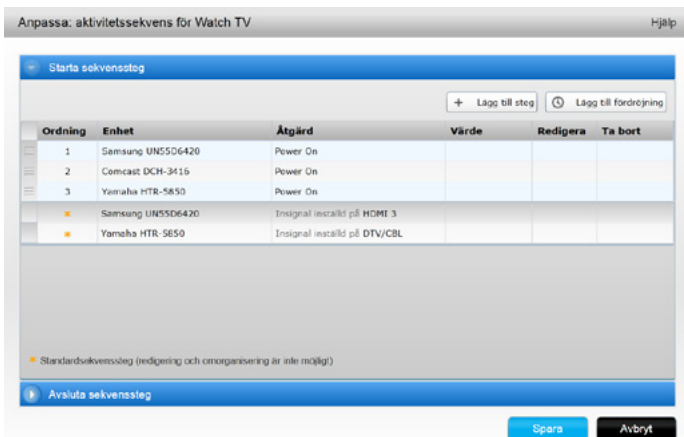 Anpassa: aktivitetssekvens för Watch TV Hjälp
Starta sekvenssteg
+ Lägg till steg Lägg till fördröjning
Ordning Enhet Åtgärd Värde Redigera Ta bort
1 Samsung UN55D6420 Power On
2 Comcast DCH-3416 Power On
3 Yamaha HTR-5850 Power On
Samsung UN55D6420 Insignal inställd på HDMI 3
Yamaha HTR-5850 Insignal inställd på DTV/CBL
Standardsekvenssteg (redigering och omorganisering är inte möjligt)
Avsluta sekvenssteg
Spara Avbryt